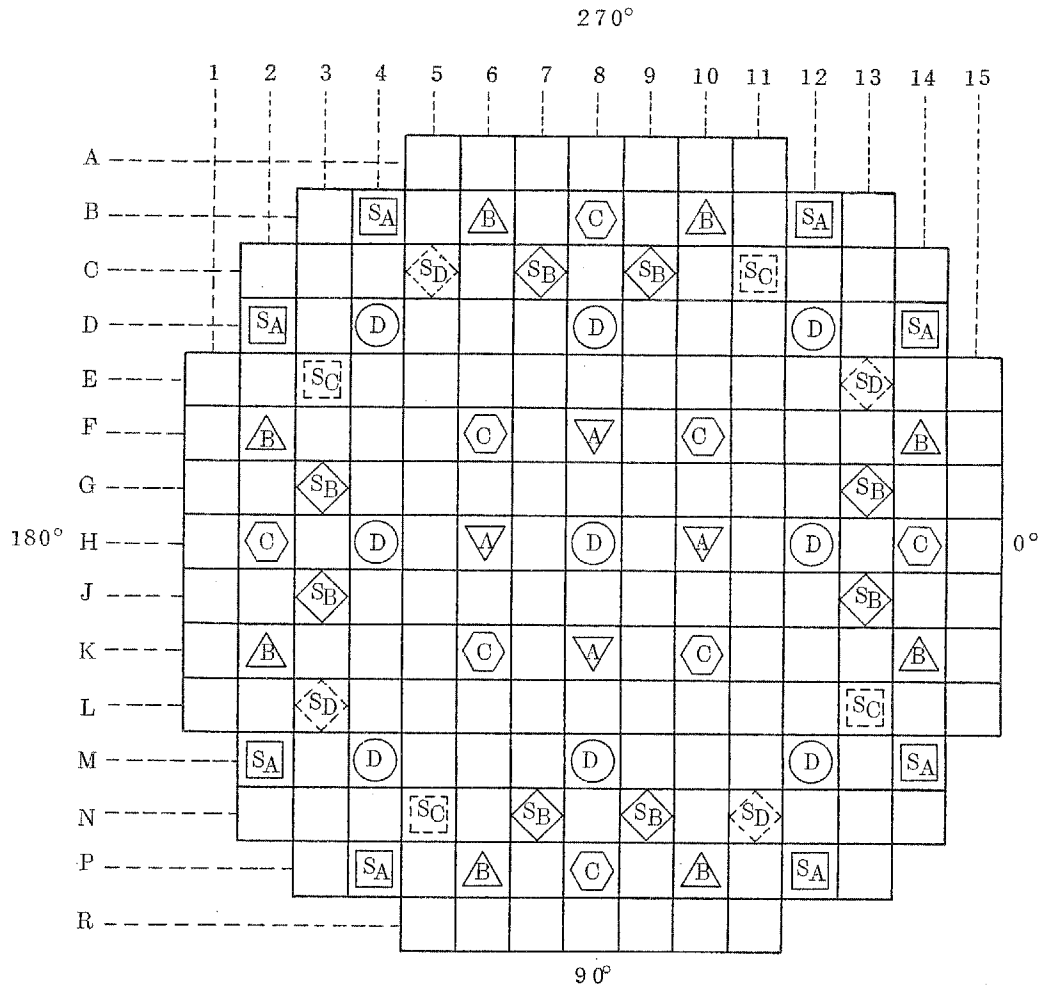 270°
1 2 3 4 5 6 7 8 9 10 11 12 13 14 15
A
B SA B C B SA
C SD SB SB SC
D SA D D D SA
E SC SD
F B C A C B
G SB SB
180° H C D A D A D C 0°
J SB SB
K B C A C B
L SD SC
M SA D D D SA
N SC SB SB SD
P SA B C B SA
R
90°